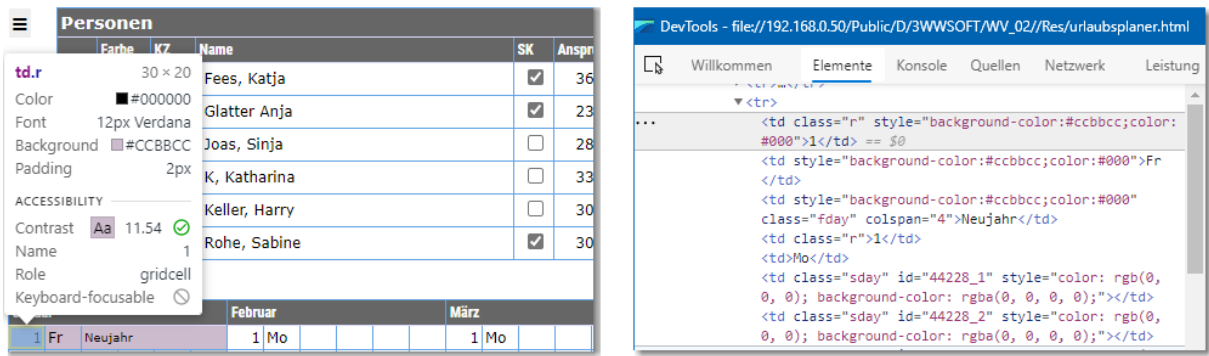 Personen
Farbe KZ Name SK Anspr
td.r 30 × 20
Color #000000
Font 12px Verdana
Background #CCBBCC
Padding 2px
ACCESSIBILITY
Contrast Aa 11.54
Name 1
Role gridcell
Keyboard-focusable
Fees, Katja 36
Glatter Anja 23
Joas, Sinja 28
K, Katharina 33
Keller, Harry 30
Rohe, Sabine 30
Februar März
1 Fr Neujahr 1 Mo 1 Mo
DevTools - file://192.168.0.50/Public/D/3WWSOFT/WV_02//Res/urlaubsplaner.html
Willkommen Elemente Konsole Quellen Netzwerk Leistung
▼<tr>
... <td class="r" style="background-color:#ccbbcc;color:
#000">1</td> == $0
<td style="background-color:#ccbbcc;color:#000">Fr
</td>
<td style="background-color:#ccbbcc;color:#000"
class="fday" colspan="4">Neujahr</td>
<td class="r">1</td>
<td>Mo</td>
<td class="sday" id="44228_1" style="color: rgb(0,
0, 0); background-color: rgba(0, 0, 0, 0);"></td>
<td class="sday" id="44228_2" style="color: rgb(0,
0, 0); background-color: rgba(0, 0, 0, 0);"></td>